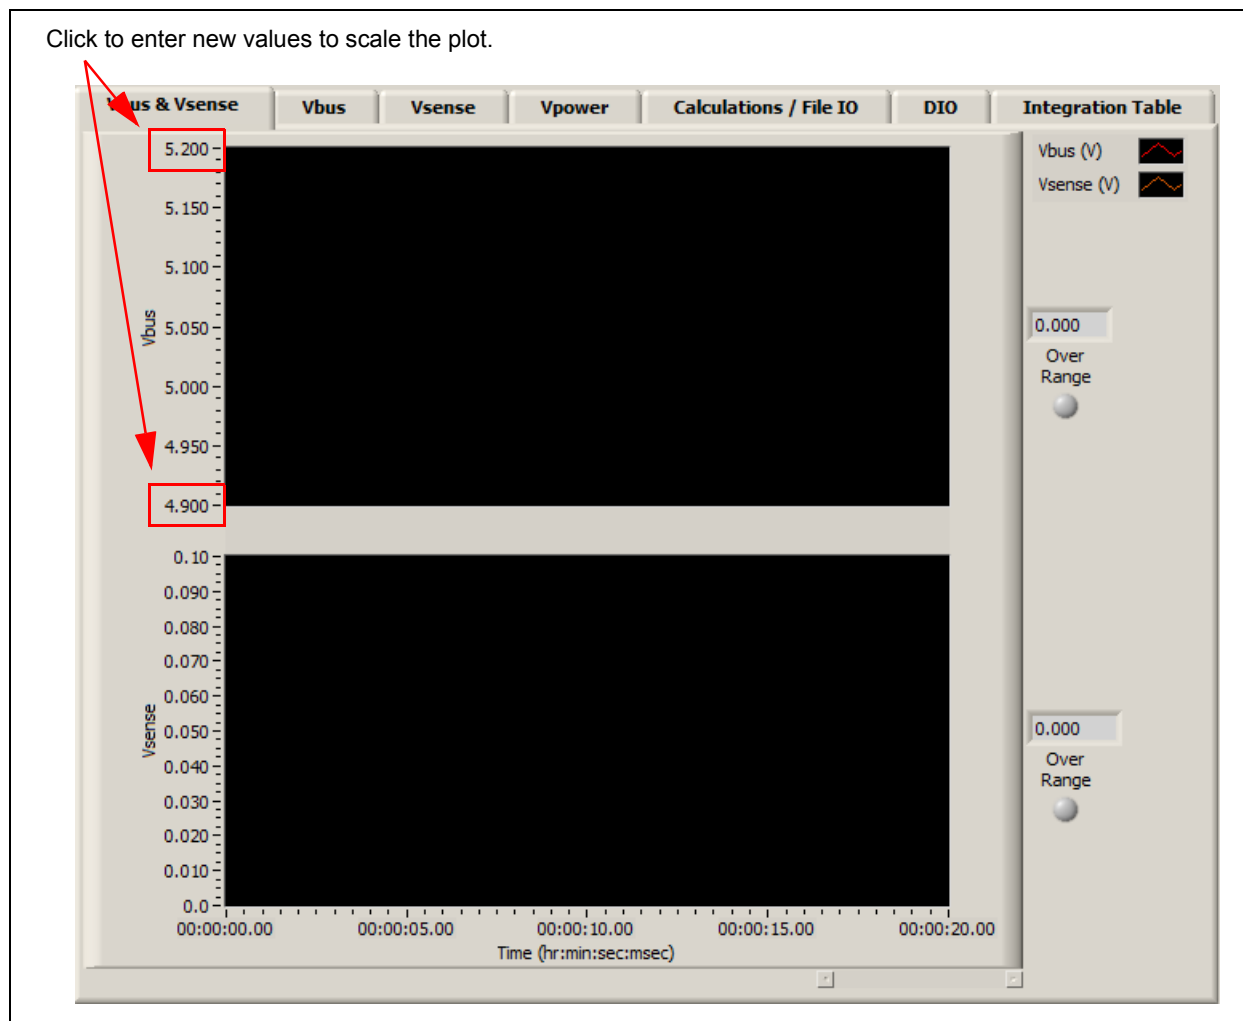 Click to enter new values to scale the plot.
Vbus & Vsense Vbus Vsense Vpower Calculations / File IO DIO Integration Table
5.200
5.150
5.100
5.050
5.000
4.950
4.900
Vbus
0.10
0.090
0.080
0.070
0.060
0.050
0.040
0.030
0.020
0.010
0.0
Vsense
00:00:00.00 00:00:05.00 00:00:10.00 00:00:15.00 00:00:20.00
Time (hr:min:sec:msec)
Vbus (V)
Vsense (V)
0.000
Over
Range
0.000
Over
Range